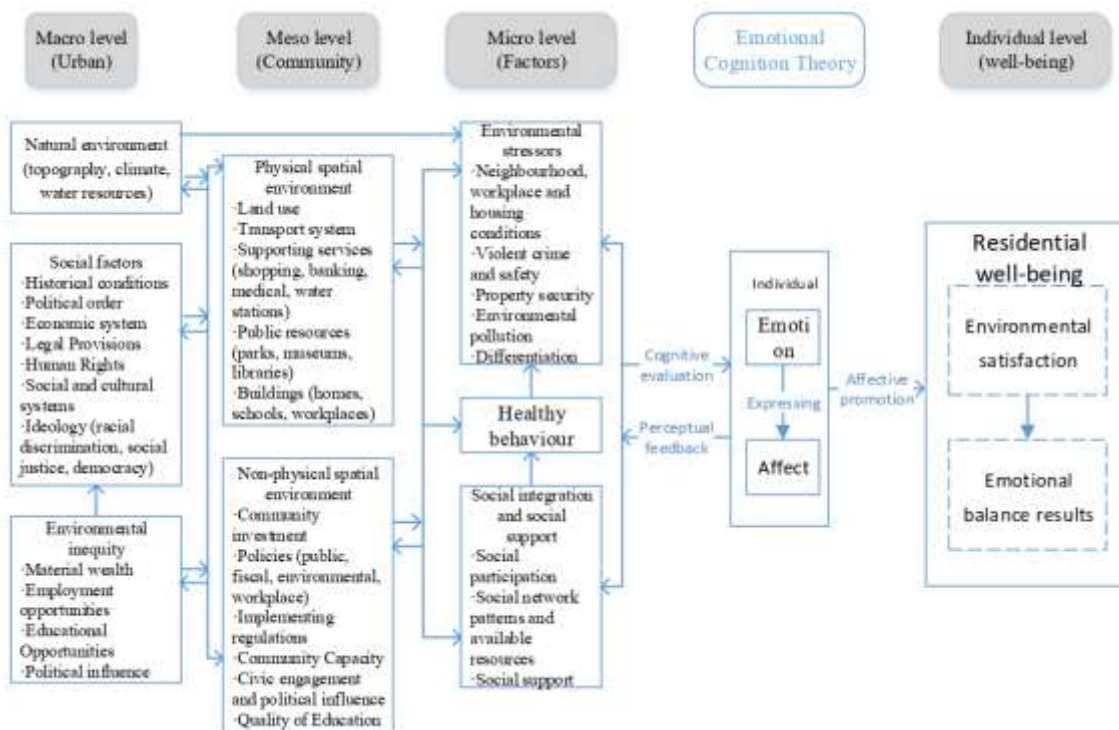 Macro level
(Urban)
Meso level
(Community)
Micro level
(Factors)
Emotional
Cognition Theory
Individual level
(well-being)
Natural environment
(topography, climate,
water resources)
Social factors
·Historical conditions
·Political order
·Economic system
·Legal Provisions
·Human Rights
·Social and cultural
systems
·Ideology (racial
discrimination, social
justice, democracy)
Environmental
inequity
·Material wealth
·Employment
opportunities
·Educational
Opportunities
·Political influence
Physical spatial
environment
·Land use
·Transport system
·Supporting services
(shopping, banking,
medical, water
stations)
·Public resources
(parks, museums,
libraries)
·Buildings (homes,
schools, workplaces)
Non-physical spatial
environment
·Community
investment
·Policies (public,
fiscal, environmental,
workplace)
·Implementing
regulations
·Community Capacity
·Civic engagement
and political influence
·Quality of Education
Environmental
stressors
·Neighbourhood,
workplace and
housing
conditions
·Violent crime
and safety
·Property security
·Environmental
pollution
·Differentiation
Healthy
behaviour
Social integration
and social
support
·Social
participation
·Social network
patterns and
available
resources
·Social support
Cognitive
evaluation
Perceptual
feedback
Individual
Emoti
on
Expressing
Affect
Affective
promotion
Residential
well-being
Environmental
satisfaction
Emotional
balance results